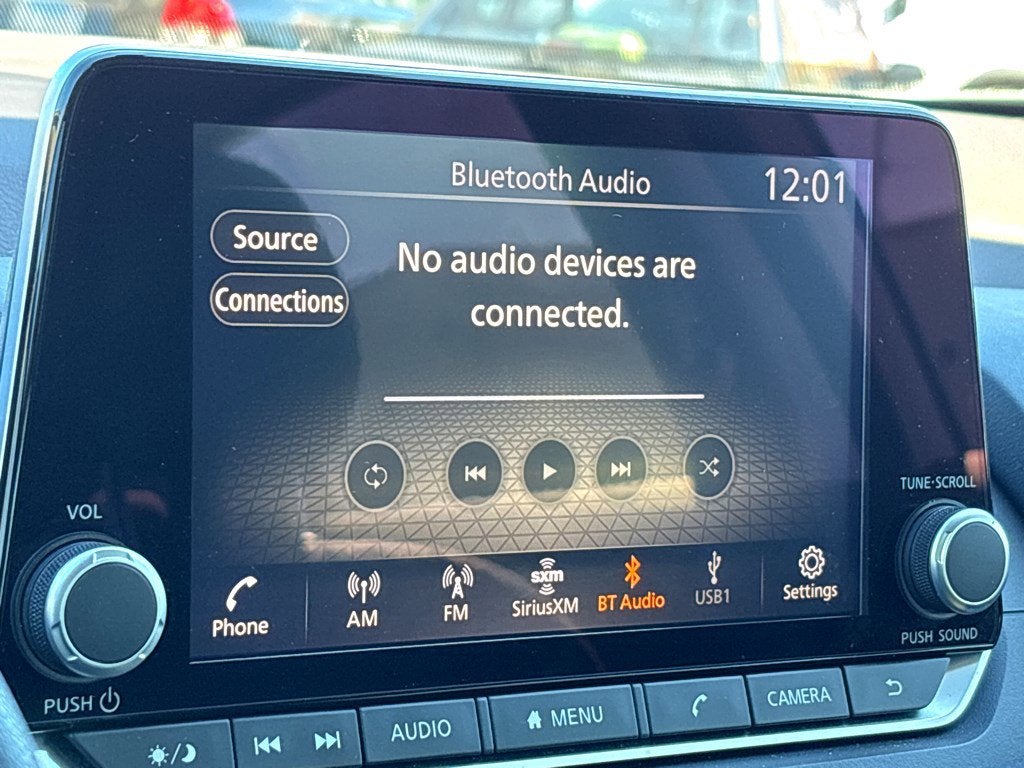 Bluetooth Audio
12:01
Source
Connections
No audio devices are
connected.
VOL
PUSH
TUNE·SCROLL
PUSH SOUND
Phone
AM
FM
sxm
SiriusXM
BT Audio
USB1
Settings
AUDIO
MENU
CAMERA